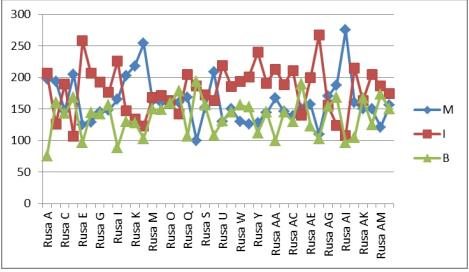 300
250
200
150
100
50
0
Rusa A
Rusa C
Rusa E
Rusa G
Rusa I
Rusa K
Rusa M
Rusa O
Rusa Q
Rusa S
Rusa U
Rusa W
Rusa Y
Rusa AA
Rusa AC
Rusa AE
Rusa AG
Rusa AI
Rusa AK
Rusa AM
M
I
B